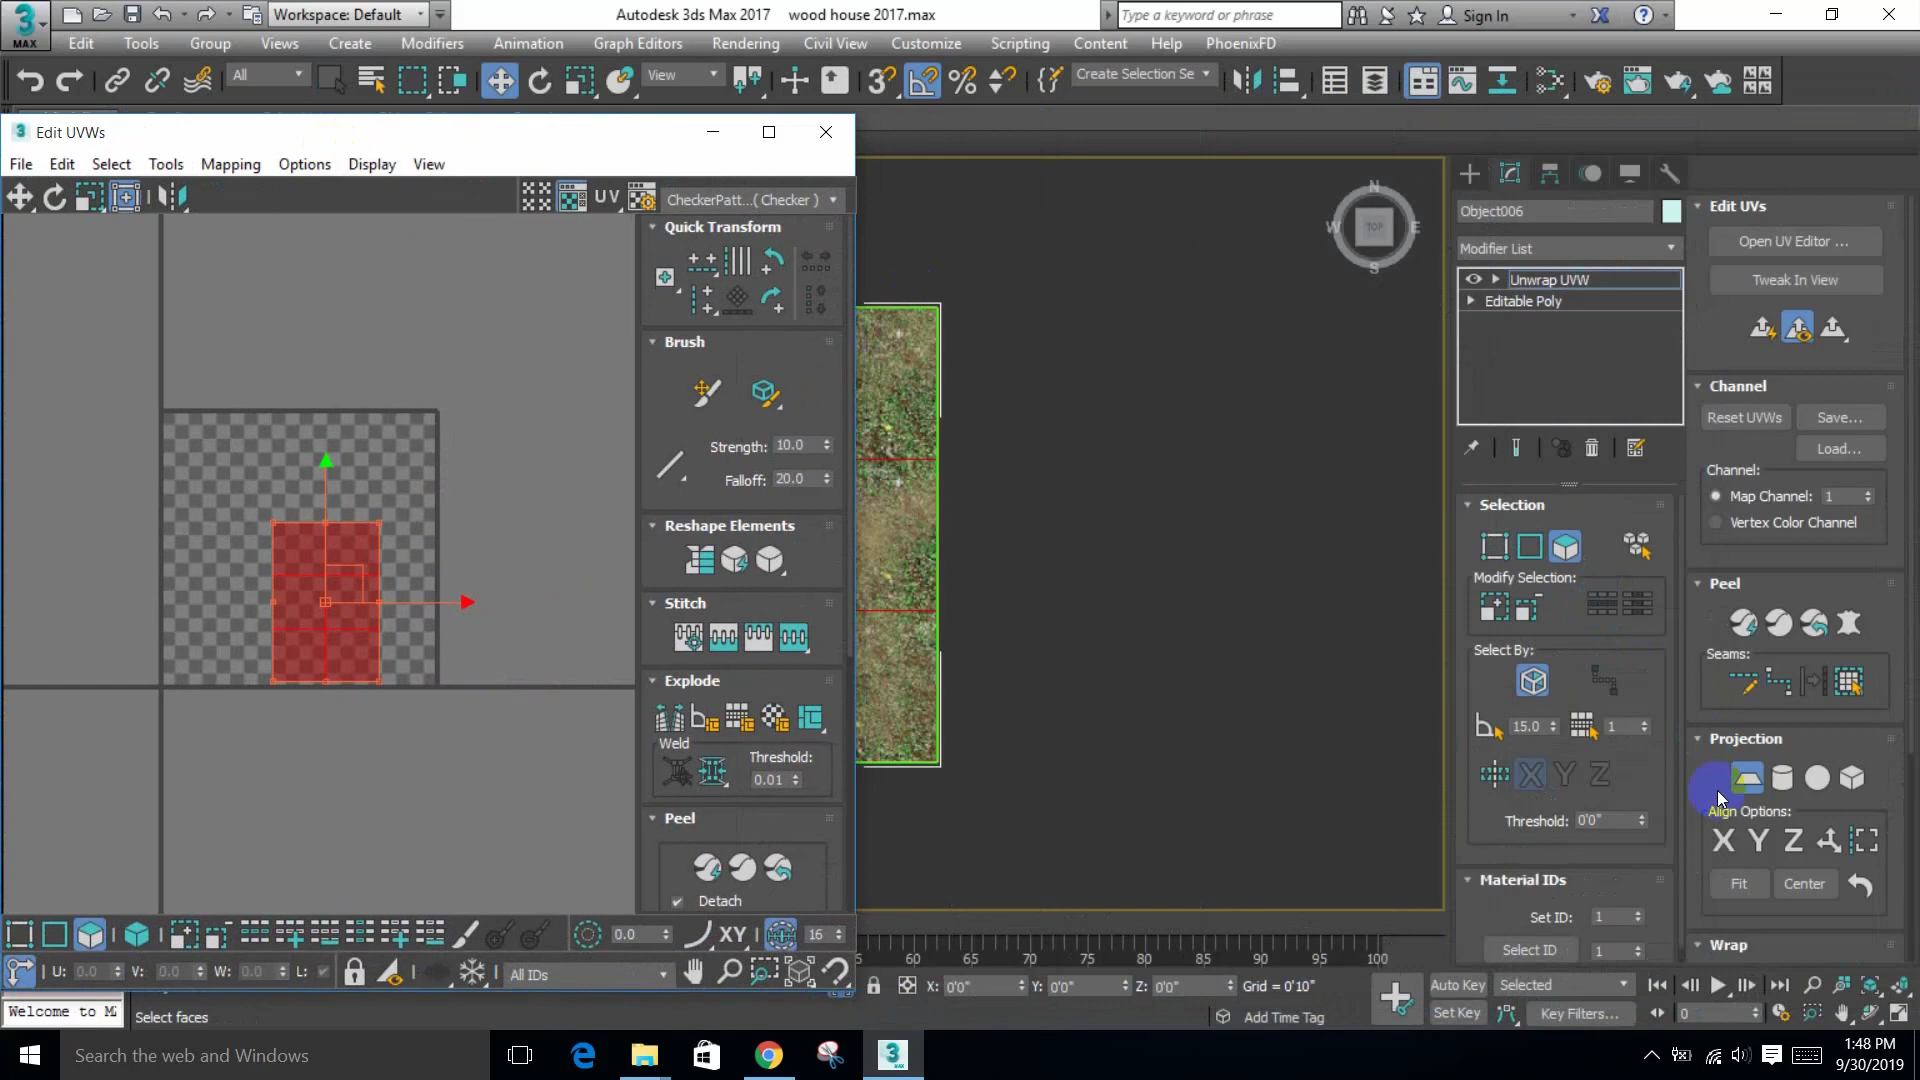 Workspace: Default
Autodesk 3ds Max 2017    wood house 2017.max
Type a keyword or phrase
Sign In
MAX
Edit Tools Group Views Create Modifiers Animation Graph Editors Rendering Civil View Customize Scripting Content Help PhoenixFD
All
View
Create Selection Se
3 Edit UVWs
File Edit Select Tools Mapping Options Display View
UV
CheckerPatt...( Checker )
Quick Transform
Brush
Strength: 10.0
Falloff: 20.0
Reshape Elements
Stitch
Explode
Weld
Threshold:
0.01
Peel
Detach
0.0
XY
16
U: 0.0 V: 0.0 W: 0.0 L:
All IDs
N
W TOP E
S
Object006
Modifier List
Unwrap UVW
Editable Poly
Selection
Modify Selection:
Select By:
15.0
1
X Y Z
Threshold: 0'0"
Material IDs
Set ID: 1
Select ID 1
Edit UVs
Open UV Editor ...
Tweak In View
Channel
Reset UVWs Save...
Load...
Channel:
Map Channel: 1
Vertex Color Channel
Peel
Seams:
Projection
Align Options:
X Y Z
Fit Center
Wrap
60 65 70 75 80 85 90 95 100
X: 0'0" Y: 0'0" Z: 0'0" Grid = 0'10"
Add Time Tag
Auto Key Selected
Set Key Key Filters...
0
Welcome to M
Select faces
Search the web and Windows
1:48 PM
9/30/2019